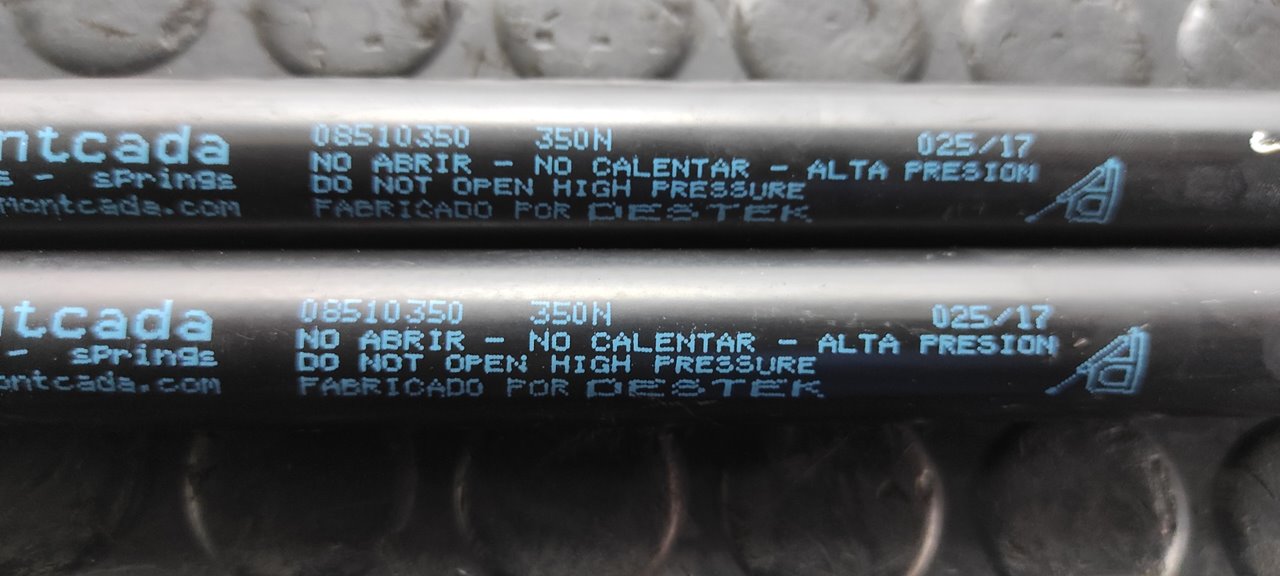 ntcada
s - springs
montcada.com
08510350 350N 025/17
NO ABRIR - NO CALENTAR - ALTA PRESION
DO NOT OPEN HIGH PRESSURE
FABRICADO POR DESTEK
tcada
- springs
ontcada.com
08510350 350N 025/17
NO ABRIR - NO CALENTAR - ALTA PRESION
DO NOT OPEN HIGH PRESSURE
FABRICADO POR DESTEK